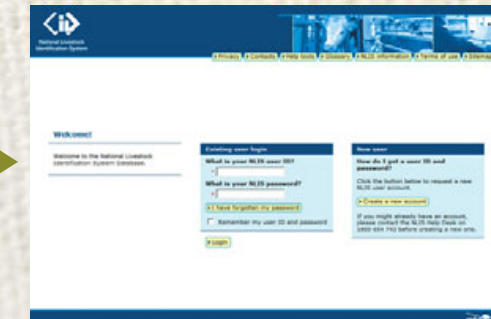 National Livestock
Identification System
Privacy Contacts Help tools Glossary NLIS information Terms of use Sitemap
Welcome!
Welcome to the National Livestock
Identification System Database.
Existing user login
What is your NLIS user ID?
What is your NLIS password?
I have forgotten my password
Remember my user ID and password
Login
New user
How do I get a user ID and
password?
Click the button below to request a new
NLIS user account.
Create a new account
If you might already have an account,
please contact the NLIS Help Desk on
before creating a new one.